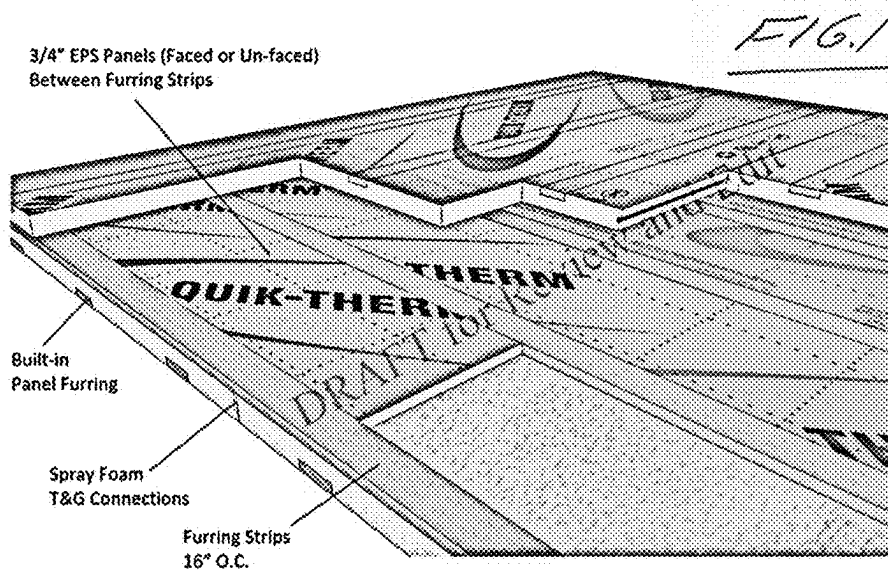 FIG.1
3/4" EPS Panels (Faced or Un-faced)
Between Furring Strips
THERM
QUIK-THERM
DRAFT for Review and Edit
Built-in
Panel Furring
Spray Foam
T&G Connections
Furring Strips
16" O.C.